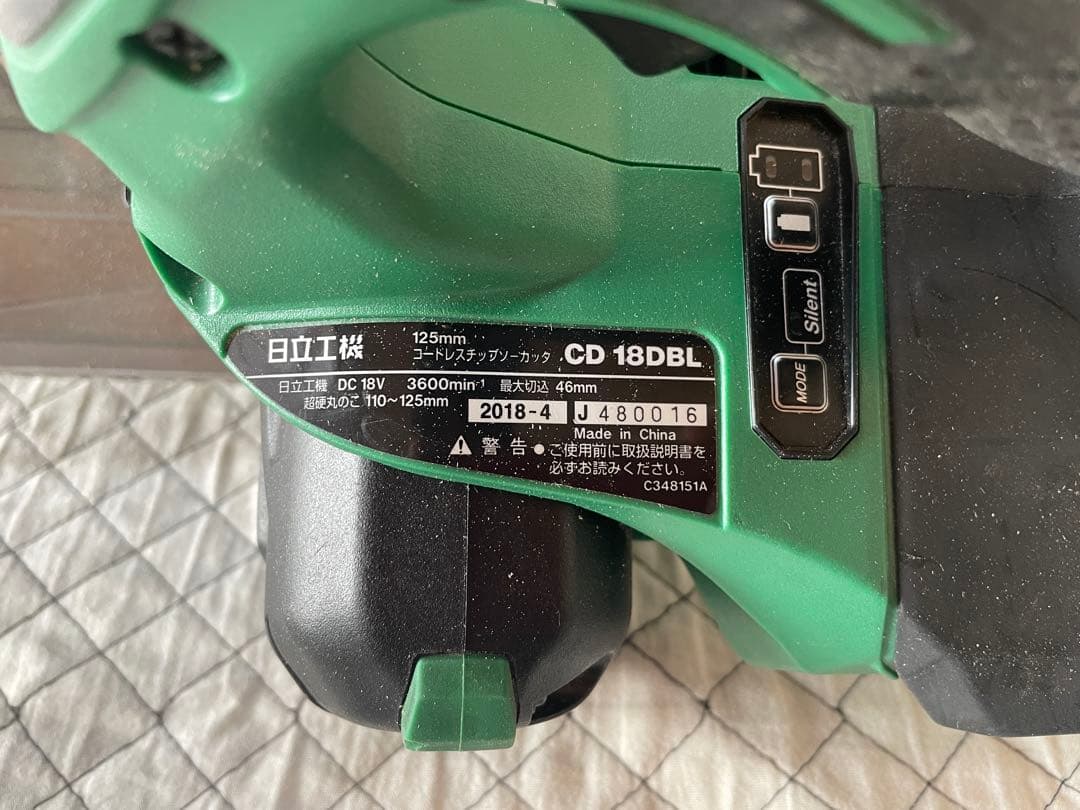 日立工機 125mm コードレスチップソーカッタ CD 18DBL
日立工機 DC 18V 3600min⁻¹ 最大切込 46mm
超硬丸のこ 110～125mm
2018-4 J 480016
Made in China
警告 ●ご使用前に取扱説明書を
必ずお読みください。
C348151A
Silent
MODE